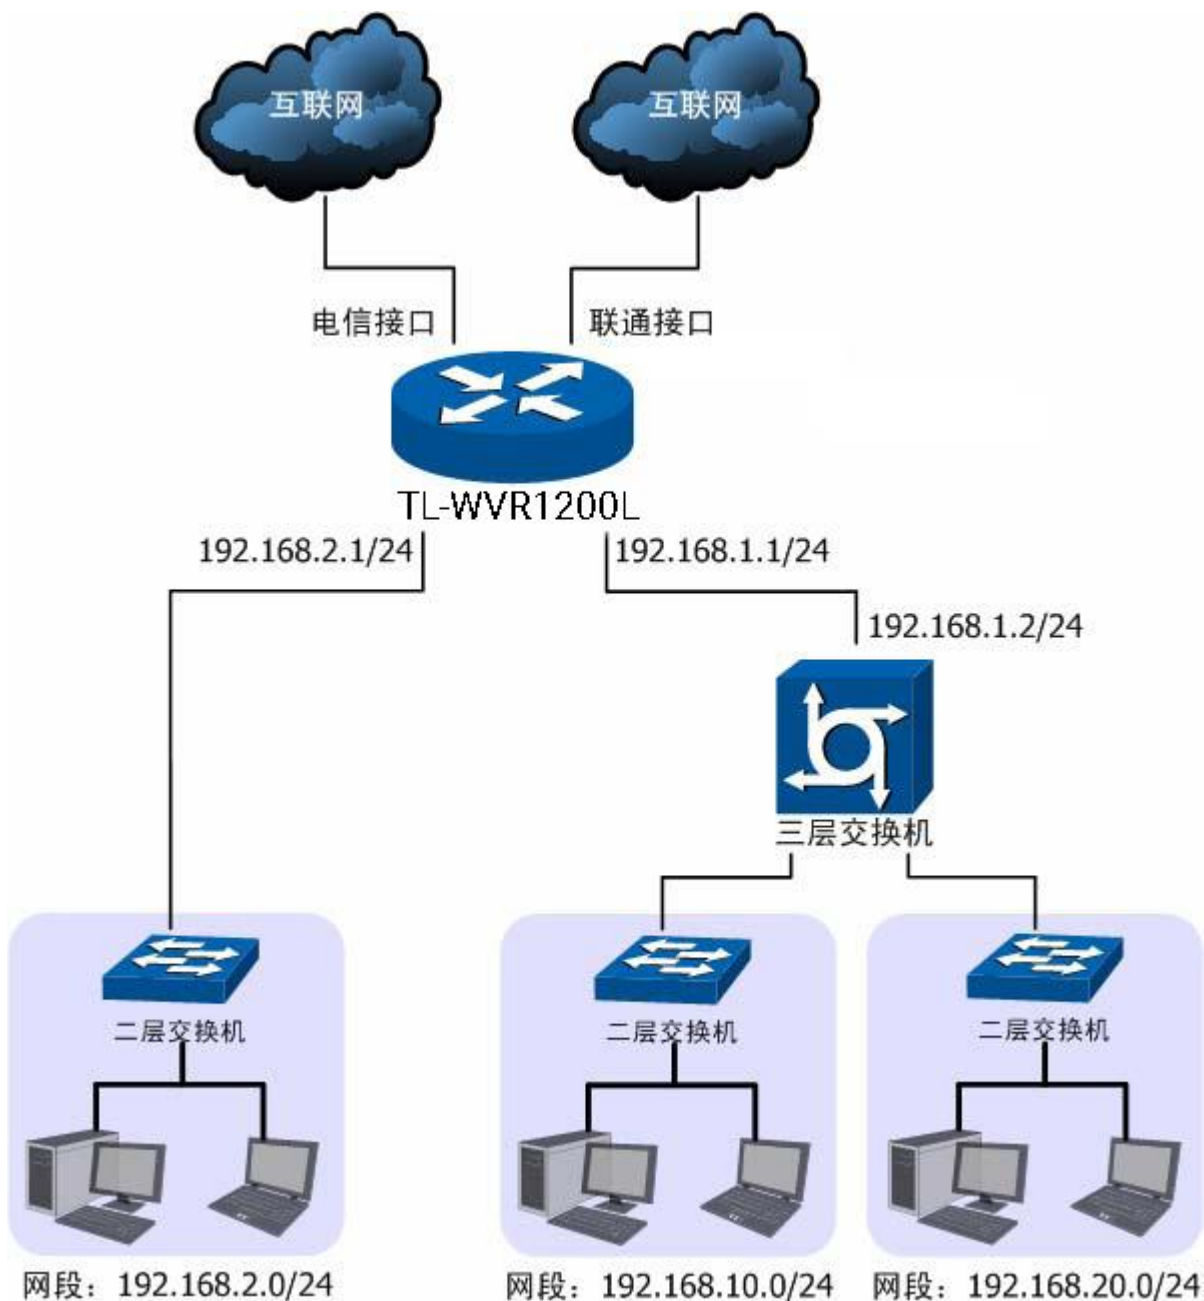 互联网
互联网
电信接口
联通接口
TL-WVR1200L
192.168.2.1/24
192.168.1.1/24
192.168.1.2/24
三层交换机
二层交换机
二层交换机
二层交换机
网段：192.168.2.0/24
网段：192.168.10.0/24
网段：192.168.20.0/24